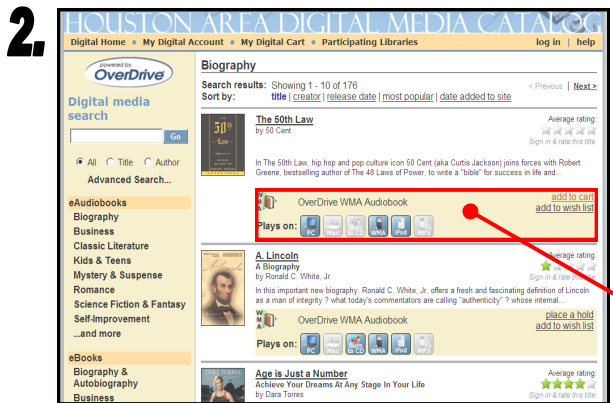 2.
HOUSTON AREA DIGITAL MEDIA CATALOG
Digital Home • My Digital Account • My Digital Cart • Participating Libraries
log in | help
powered by
OverDrive
Digital media
search
Go
All Title Author
Advanced Search...
eAudiobooks
Biography
Business
Classic Literature
Kids & Teens
Mystery & Suspense
Romance
Science Fiction & Fantasy
Self-Improvement
...and more
eBooks
Biography &
Autobiography
Business
Biography
Search results: Showing 1 - 10 of 176
< Previous | Next >
Sort by: title | creator | release date | most popular | date added to site
50th
Law
The 50th Law
by 50 Cent
Average rating:
Sign in & rate this title
In The 50th Law, hip hop and pop culture icon 50 Cent (aka Curtis Jackson) joins forces with Robert
Greene, bestselling author of The 48 Laws of Power, to write a "bible" for success in life and...
WMA
OverDrive WMA Audiobook
add to cart
add to wish list
Plays on: PC Mac Burn to CD WMA iPod MP3
A. Lincoln
A Biography
by Ronald C. White, Jr.
Average rating:
Sign in & rate this title
In this important new biography, Ronald C. White, Jr. offers a fresh and fascinating definition of Lincoln
as a man of integrity ? what today's commentators are calling "authenticity" ? whose internal...
WMA
OverDrive WMA Audiobook
place a hold
add to wish list
Plays on: PC Mac Burn to CD WMA iPod MP3
DARA TORRES
Age is Just a Number
Achieve Your Dreams At Any Stage In Your Life
by Dara Torres
Average rating:
Sign in & rate this title